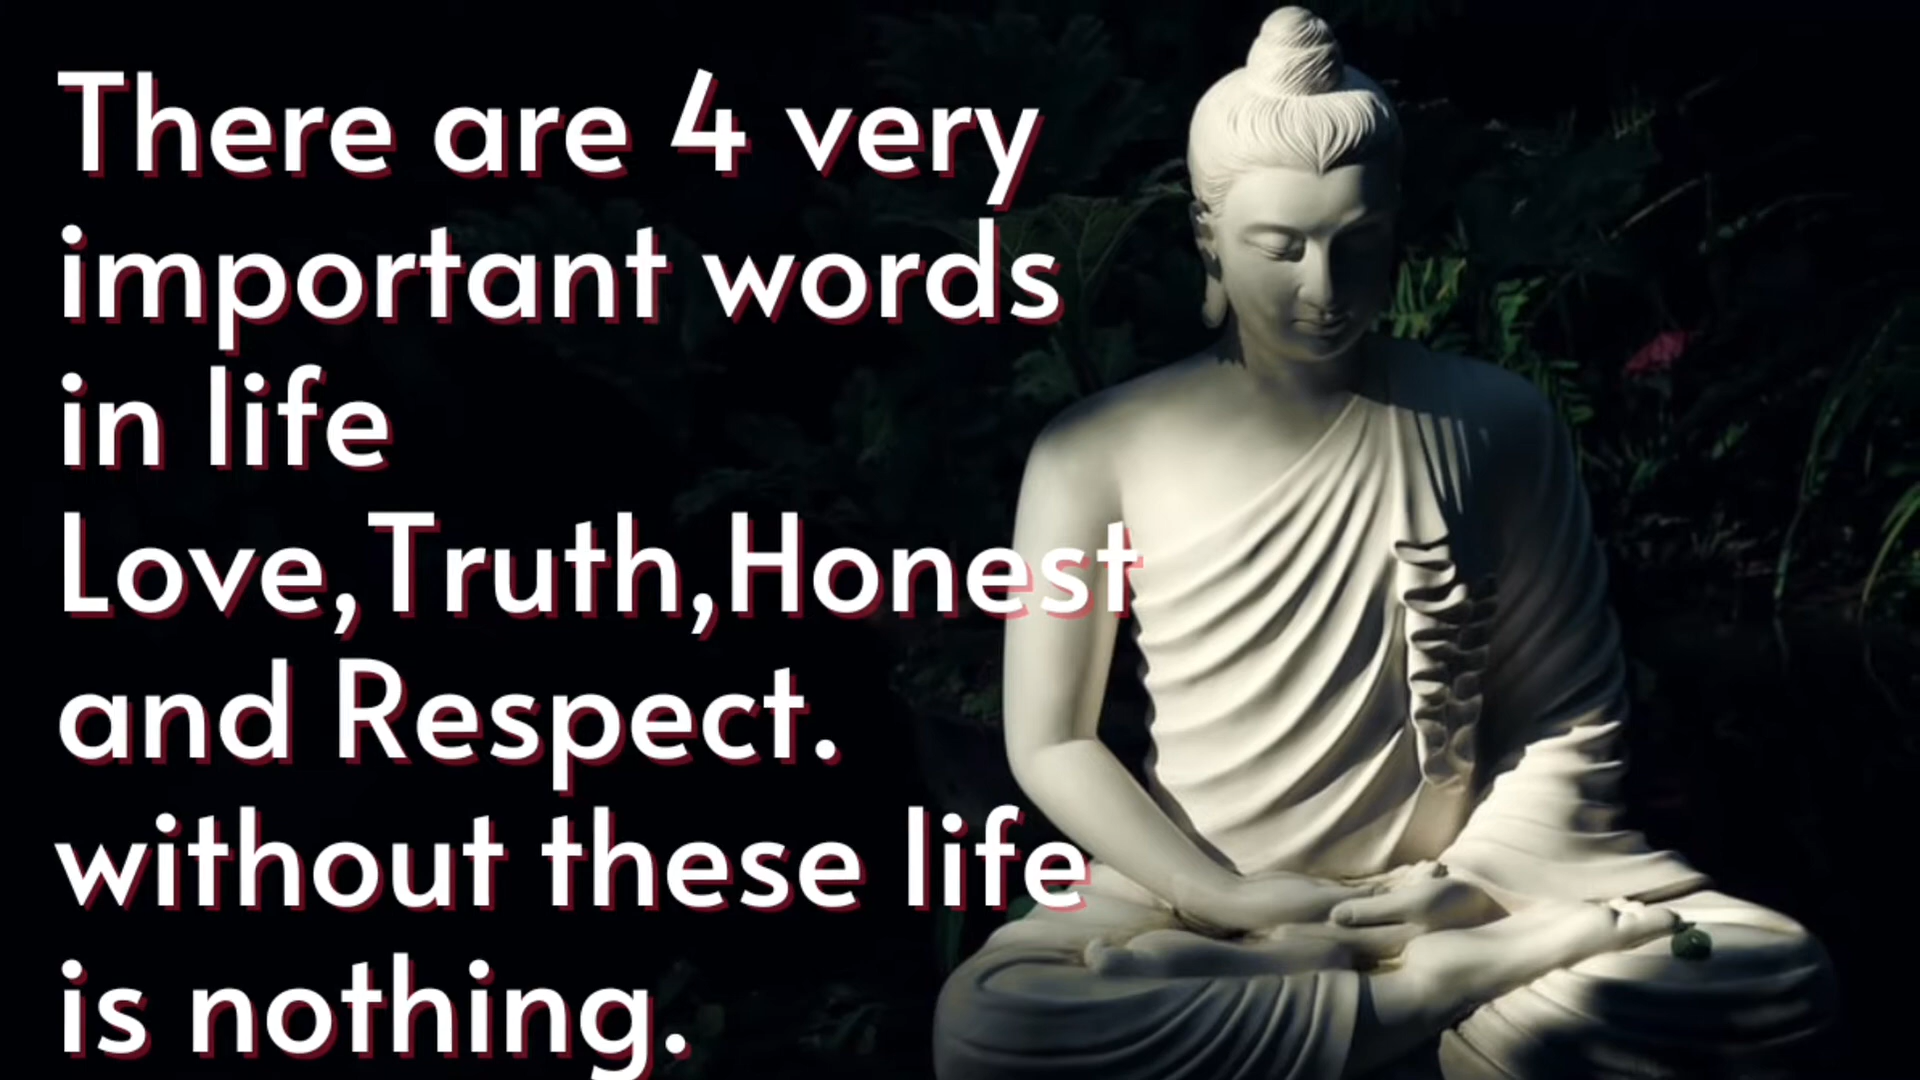 There are 4 very
important words
in life
Love,Truth,Honest
and Respect.
without these life
is nothing.